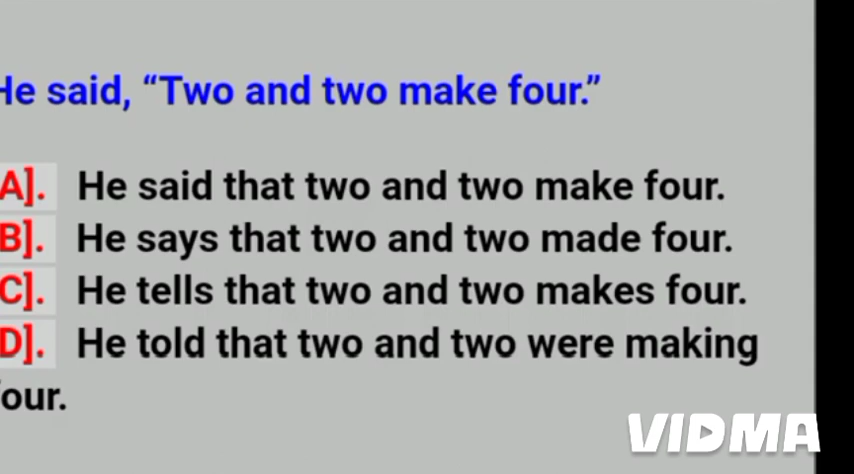 He said, “Two and two make four.”
A]. He said that two and two make four.
B]. He says that two and two made four.
C]. He tells that two and two makes four.
D]. He told that two and two were making
four.
VIDMA